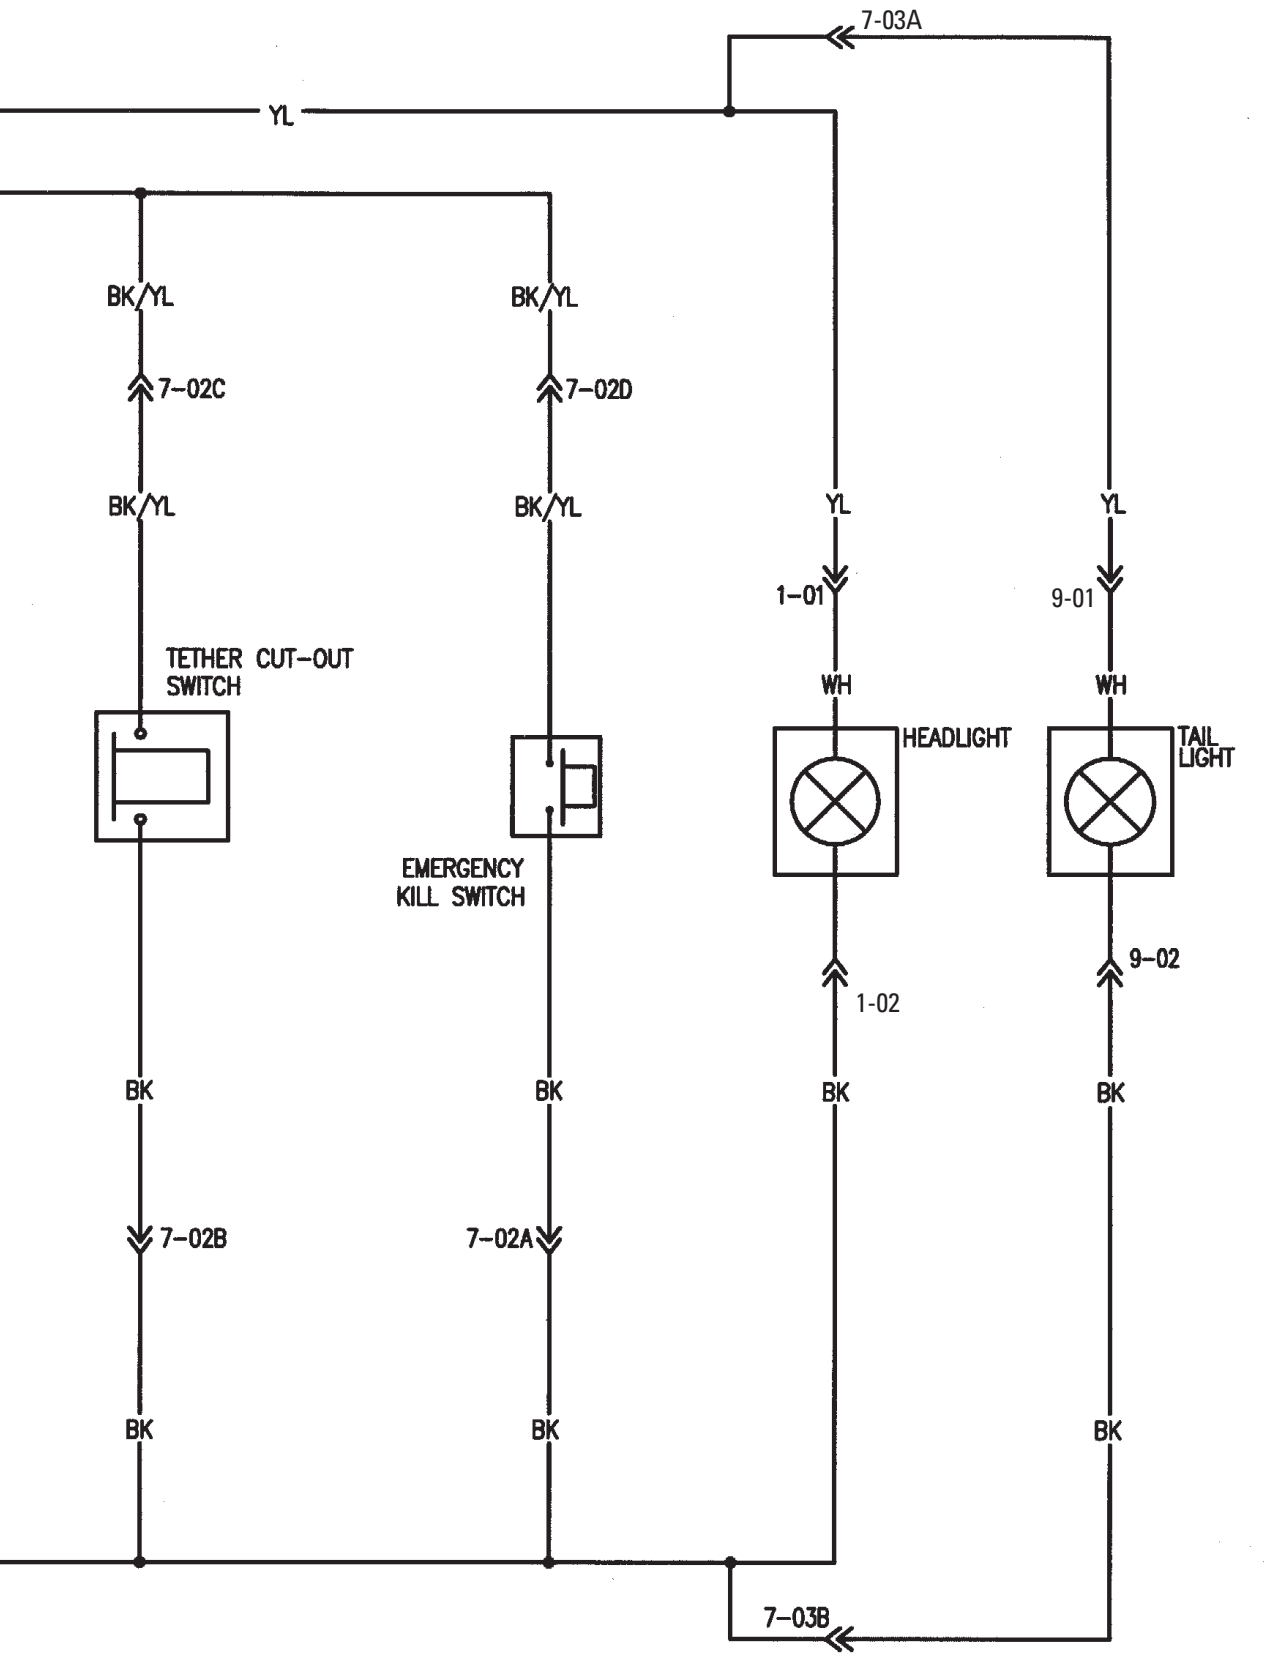 7-03A
YL
BK/YL
BK/YL
7-02C
7-02D
BK/YL
BK/YL
YL
YL
1-01
9-01
TETHER CUT-OUT
SWITCH
WH
WH
HEADLIGHT
TAIL
LIGHT
EMERGENCY
KILL SWITCH
9-02
1-02
BK
BK
BK
BK
7-02B
7-02A
BK
BK
BK
7-03B